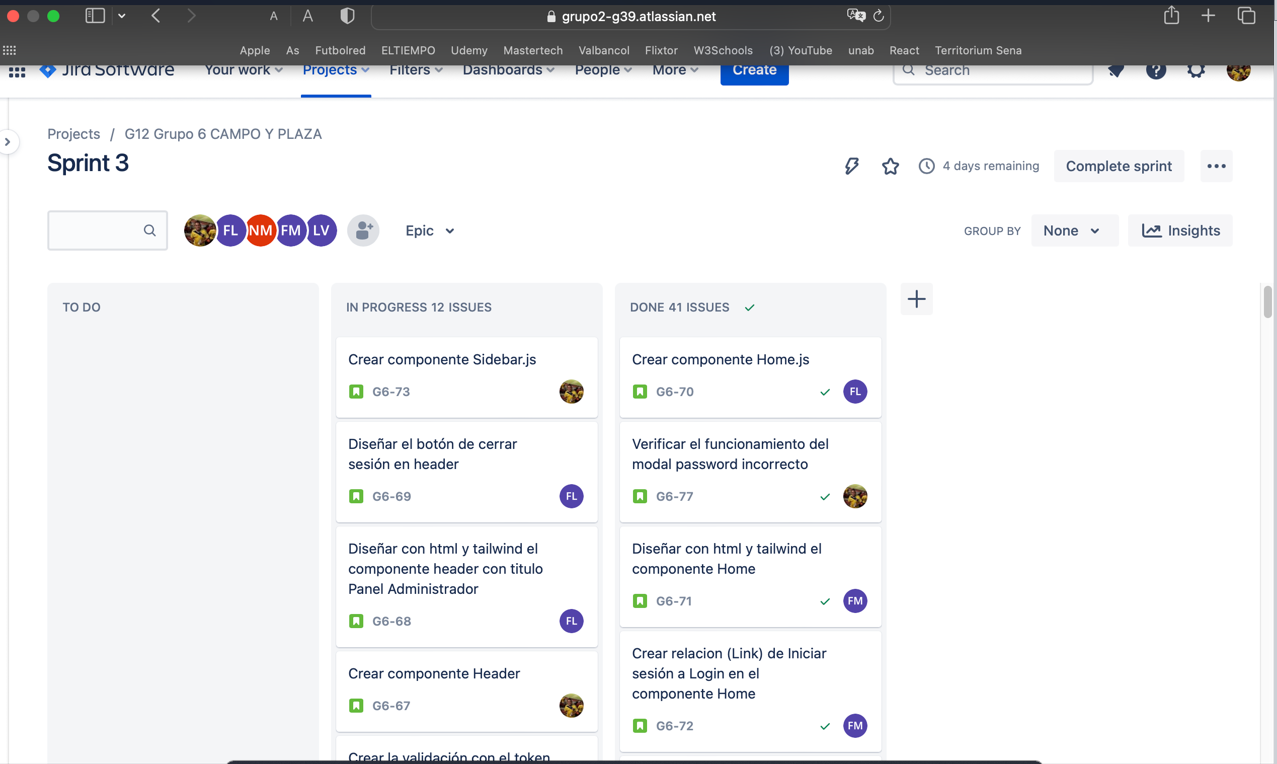 A A grupo2-g39.atlassian.net
Apple As Futbolred ELTIEMPO Udemy Mastertech Valbancol Flixtor W3Schools (3) YouTube unab React Territorium Sena
Jira Software Your work Projects Filters Dashboards People More Create Search
Projects / G12 Grupo 6 CAMPO Y PLAZA
Sprint 3
4 days remaining Complete sprint
FL NM FM LV Epic GROUP BY None Insights
TO DO
IN PROGRESS 12 ISSUES
Crear componente Sidebar.js
G6-73
Diseñar el botón de cerrar
sesión en header
G6-69 FL
Diseñar con html y tailwind el
componente header con titulo
Panel Administrador
G6-68 FL
Crear componente Header
G6-67
Crear la validación con el token
DONE 41 ISSUES
Crear componente Home.js
G6-70 FL
Verificar el funcionamiento del
modal password incorrecto
G6-77
Diseñar con html y tailwind el
componente Home
G6-71 FM
Crear relacion (Link) de Iniciar
sesión a Login en el
componente Home
G6-72 FM